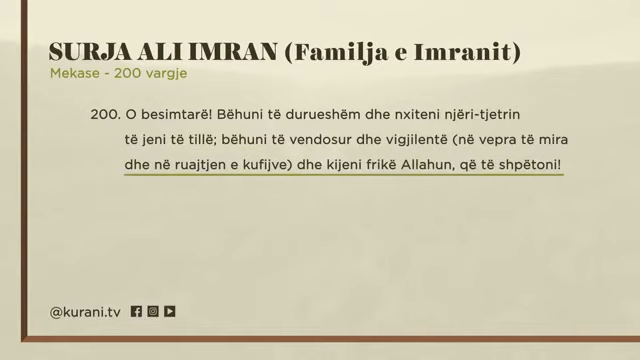 SURJA ALI IMRAN (Familja e Imranit)
Mekase - 200 vargje
200. O besimtarë! Bëhuni të durueshëm dhe nxiteni njëri-tjetrin
të jeni të tillë; bëhuni të vendosur dhe vigjilentë (në vepra të mira
dhe në ruajtjen e kufijve) dhe kijeni frikë Allahun, që të shpëtoni!
@kurani.tv